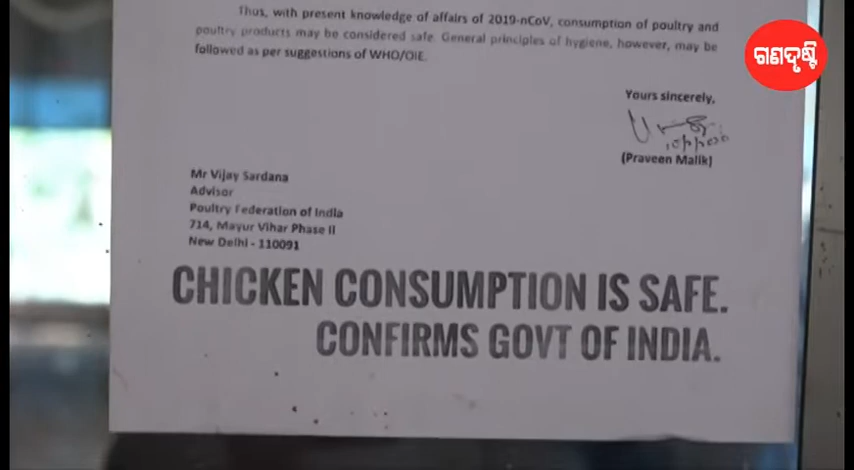 Thus, with present knowledge of affairs of 2019-nCoV, consumption of poultry and
poultry products may be considered safe. General principles of hygiene, however, may be
followed as per suggestions of WHO/OIE.
ଗଣଦୃଷ୍ଟି
Yours sincerely,
(Praveen Malik)
Mr Vijay Sardana
Advisor
Poultry Federation of India
714, Mayur Vihar Phase II
New Delhi - 110091
CHICKEN CONSUMPTION IS SAFE.
CONFIRMS GOVT OF INDIA.